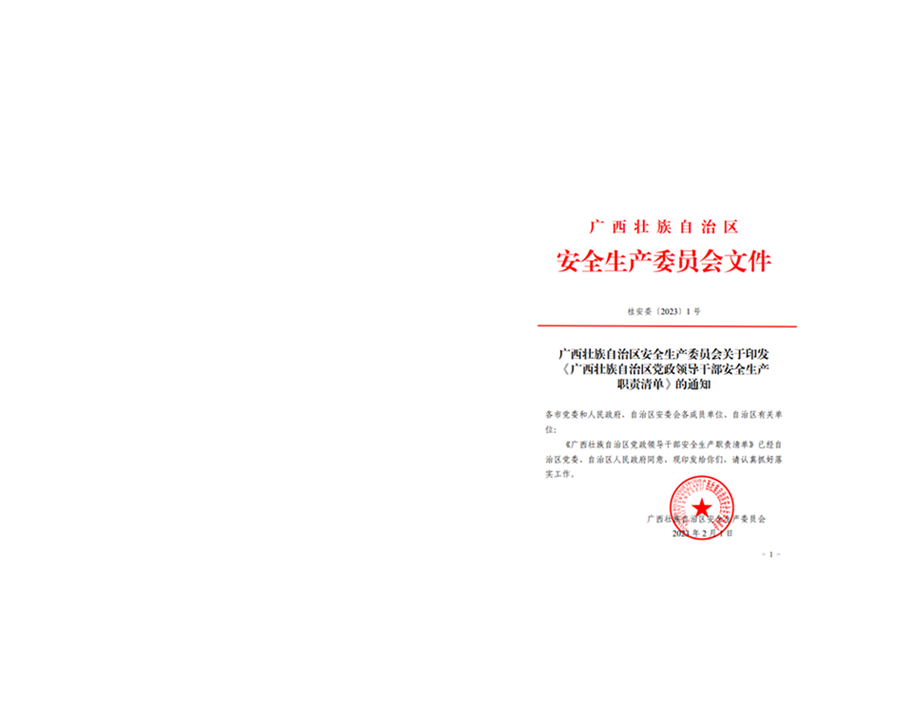 广西壮族自治区
安全生产委员会文件
桂安委〔2023〕1号
广西壮族自治区安全生产委员会关于印发
《广西壮族自治区党政领导干部安全生产
职责清单》的通知
各市党委和人民政府，自治区安委会各成员单位、自治区有关单
位：
《广西壮族自治区党政领导干部安全生产职责清单》已经自
治区党委、自治区人民政府同意，现印发给你们，请认真抓好落
实工作。
广西壮族自治区安全生产委员会
2023年2月1日
- 1 -